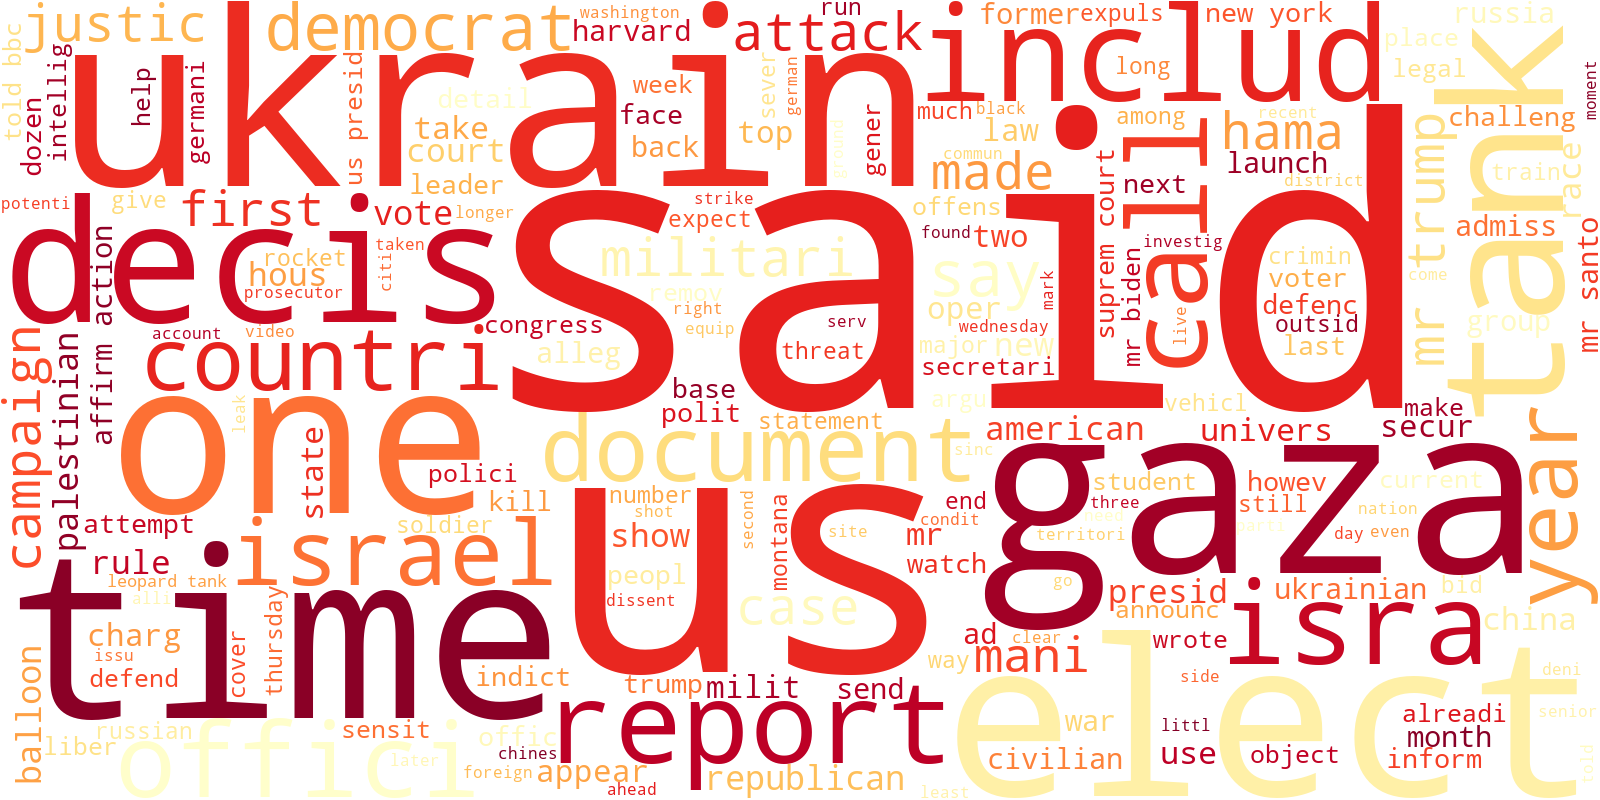 said
us
ukrain
time
gaza
elect
one
decis
tank
includ
document
report
offici
countri
israel
isra
call
year
democrat
justic
attack
hama
made
first
militari
say
case
mani
campaign
palestinian
mr trump
mr santo
mr biden
suprem court
affirm action
us presid
told bbc
washington
harvard
run
former
expuls
new york
russia
place
legal
long
much
black
recent
among
law
commun
challeng
moment
race
train
launch
district
next
investig
found
offens
two
oper
crimin
voter
defenc
outsid
last
group
come
live
admiss
dozen
intellig
help
germani
week
german
sever
face
back
top
gener
ground
detail
take
court
leader
give
potenti
vote
longer
taken
citi
rocket
hous
prosecutor
account
video
congress
alleg
strike
expect
remov
right
equip
threat
serv
wednesday
mark
major
new
secretari
base
polit
statement
argu
vehicl
american
univers
make
secur
sinc
leak
state
polici
kill
number
shot
soldier
second
montana
site
show
peopl
dissent
end
condit
mr
watch
student
three
howev
still
current
nation
territori
parti
day
even
go
attempt
rule
leopard tank
alli
thursday
charg
issu
defend
cover
balloon
liber
russian
sensit
later
indict
offic
chines
foreign
appear
trump
milit
send
ahead
republican
ad
clear
way
war
civilian
least
presid
announc
ukrainian
bid
wrote
side
littl
use
object
china
deni
senior
alreadi
month
inform
told